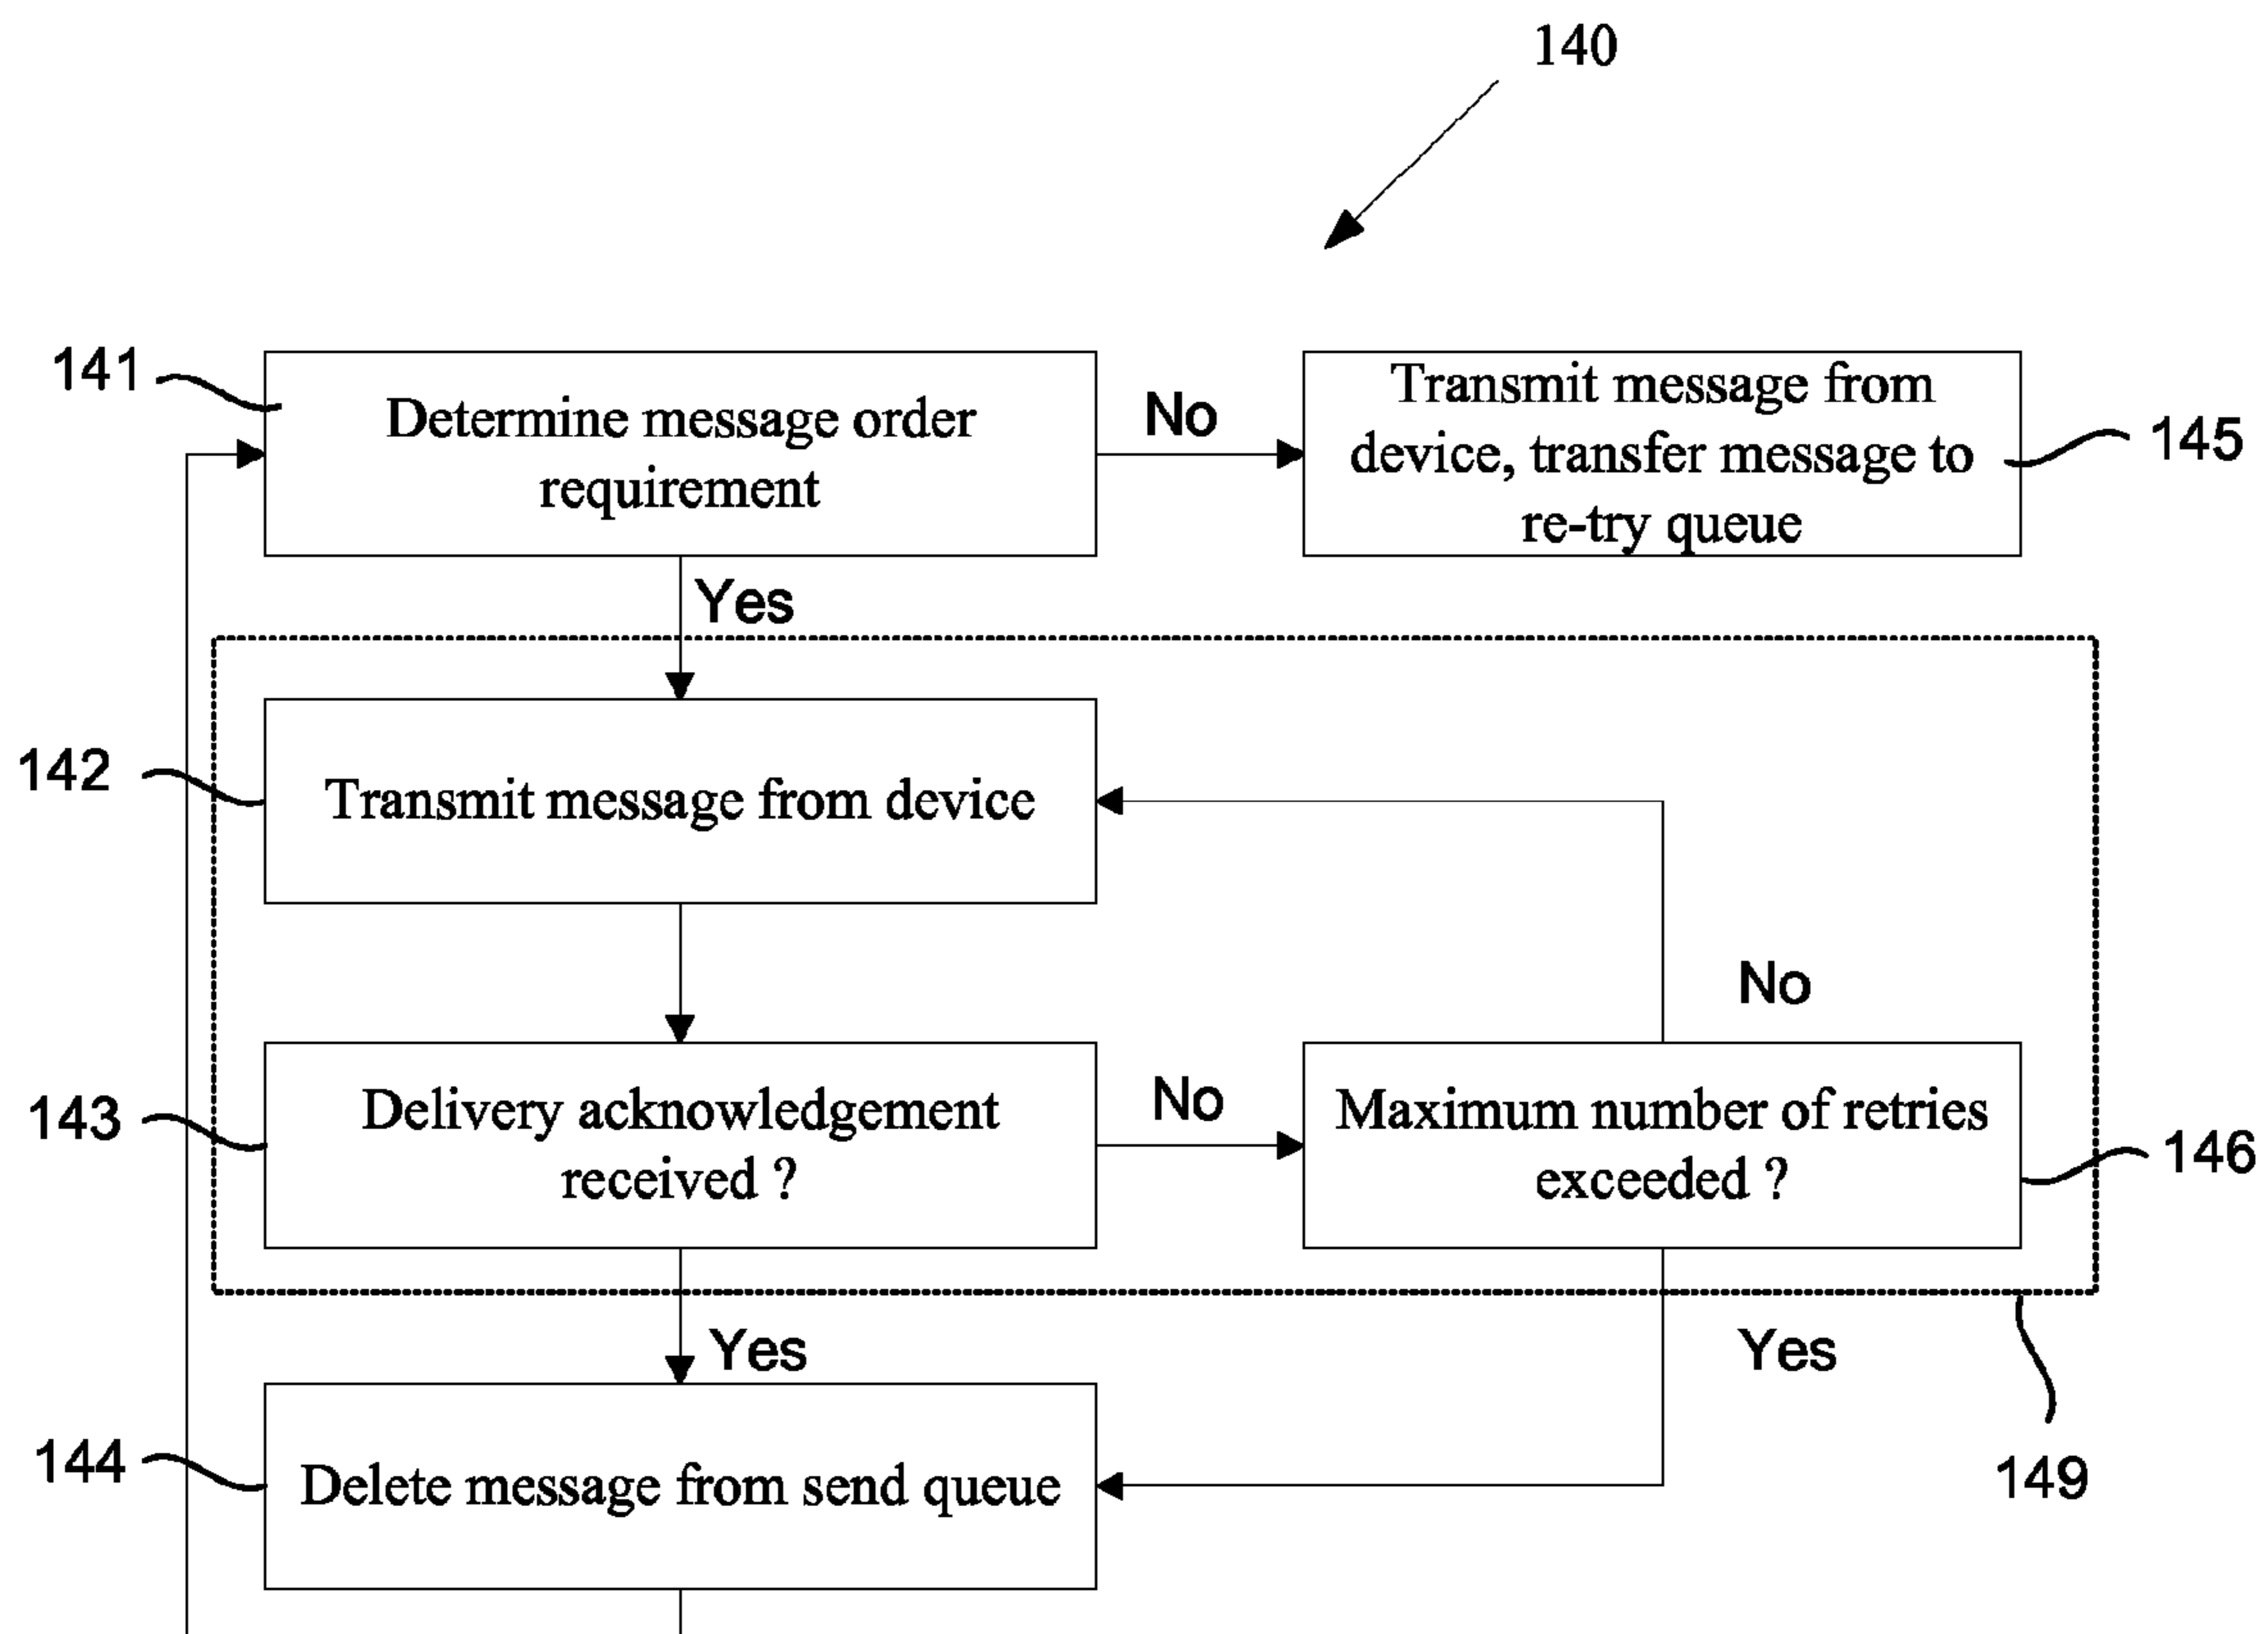 140
141
Determine message order
requirement
No
Transmit message from
device, transfer message to
re-try queue
145
Yes
142
Transmit message from device
No
143
Delivery acknowledgement
received ?
No
Maximum number of retries
exceeded ?
146
Yes
Yes
144
Delete message from send queue
149